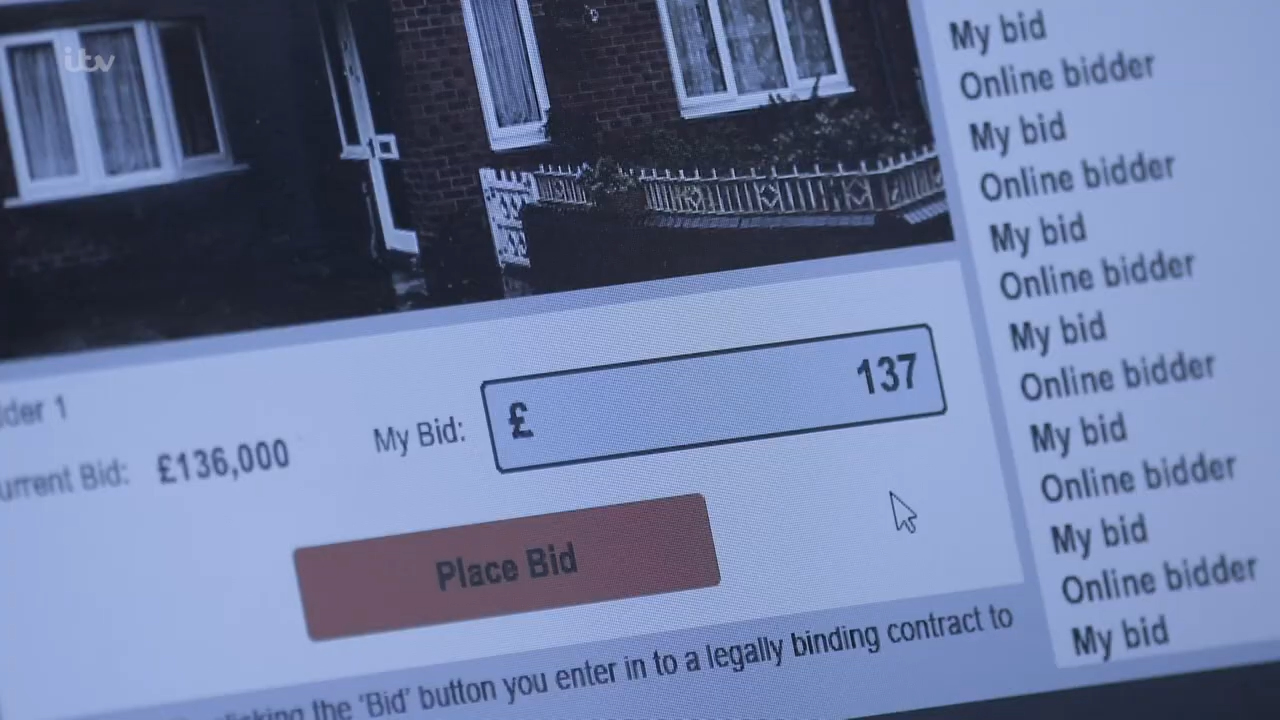 itv
My bid
Online bidder
My bid
Online bidder
My bid
Online bidder
My bid
Online bidder
My bid
Online bidder
My bid
Online bidder
My bid
1
Current Bid: £136,000
My Bid: £ 137
Place Bid
the 'Bid' button you enter in to a legally binding contract to